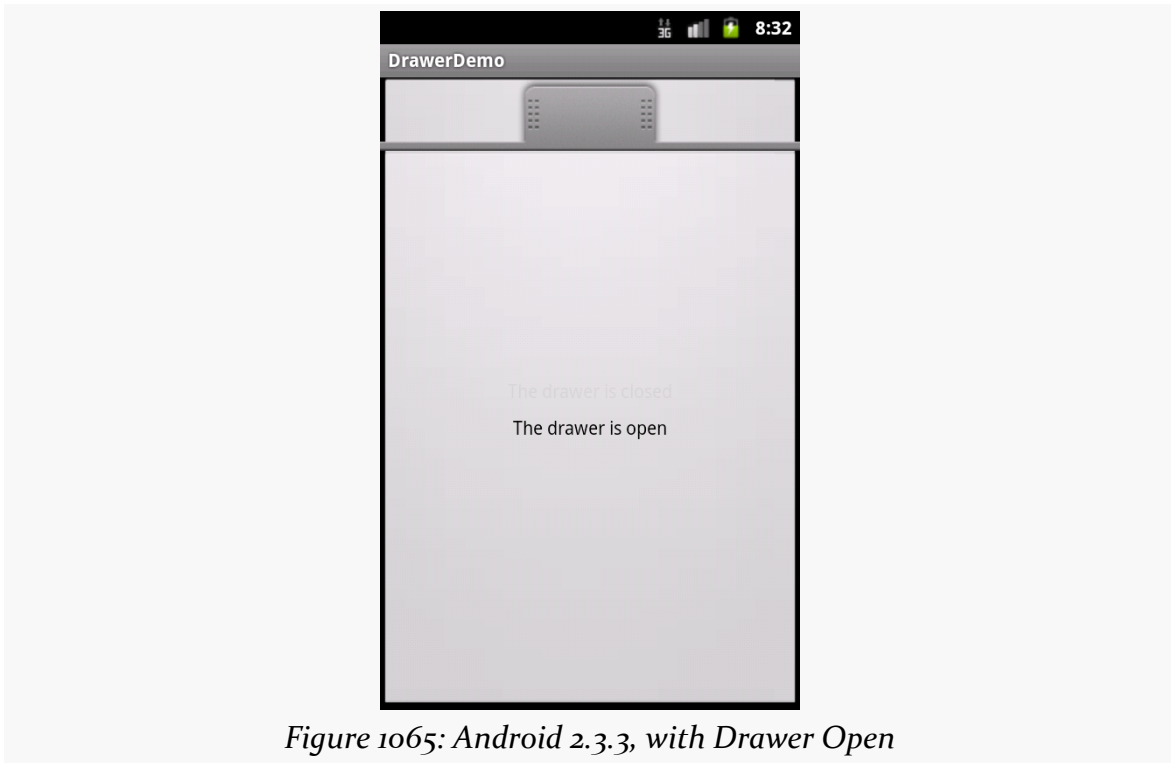 3G 8:32
DrawerDemo
The drawer is closed
The drawer is open
Figure 1065: Android 2.3.3, with Drawer Open